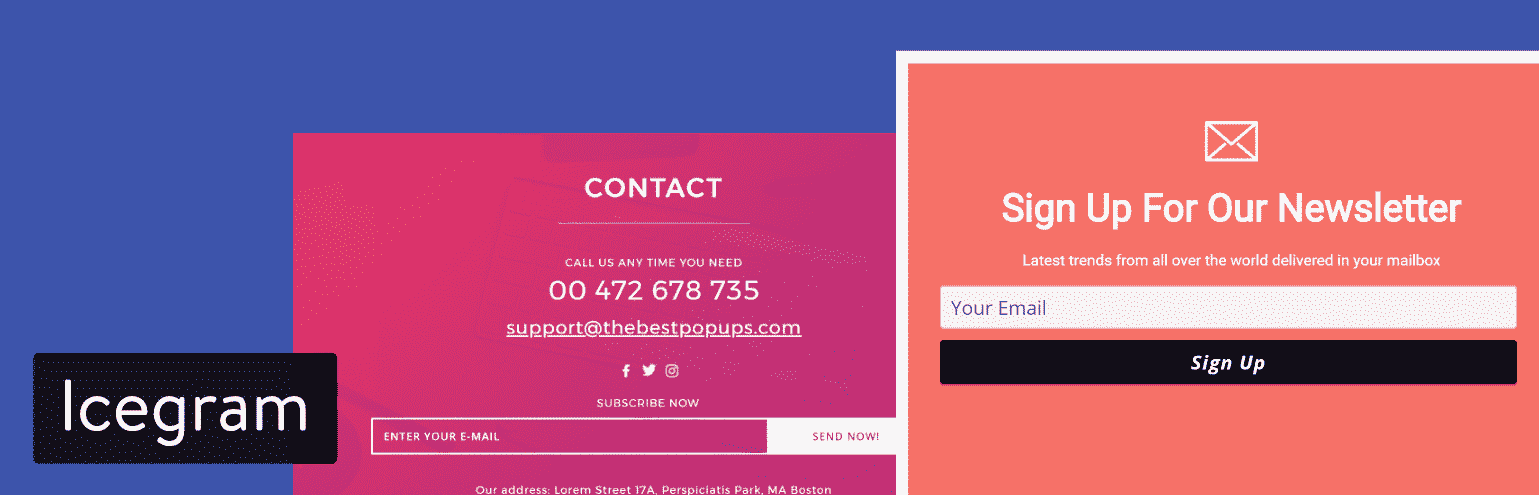 Icegram
CONTACT
CALL US ANY TIME YOU NEED
00 472 678 735
support@thebestpopups.com
SUBSCRIBE NOW
ENTER YOUR E-MAIL
SEND NOW!
Our address: Lorem Street 17A, Perspiciatis Park, MA Boston
Sign Up For Our Newsletter
Latest trends from all over the world delivered in your mailbox
Your Email
Sign Up